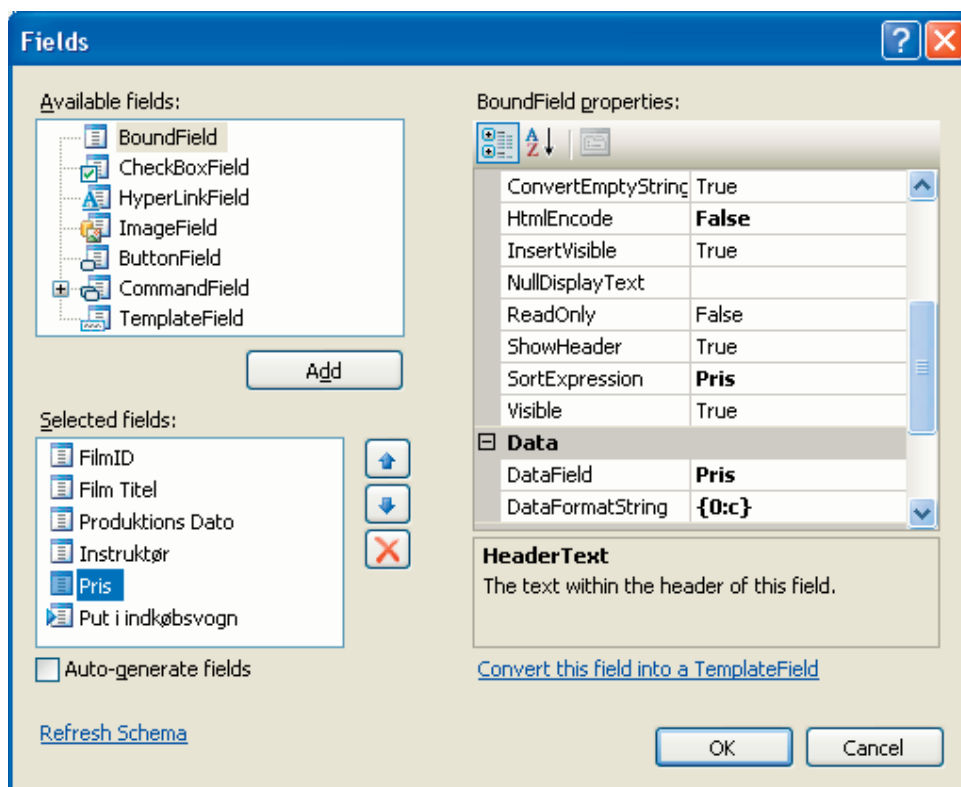 Fields
Available fields:
BoundField
CheckBoxField
HyperLinkField
ImageField
ButtonField
CommandField
TemplateField
Add
Selected fields:
FilmID
Film Titel
Produktions Dato
Instruktør
Pris
Put i indkøbsvogn
Auto-generate fields
Refresh Schema
BoundField properties:
ConvertEmptyString True
HtmlEncode False
InsertVisible True
NullDisplayText
ReadOnly False
ShowHeader True
SortExpression Pris
Visible True
Data
DataField Pris
DataFormatString {0:c}
HeaderText
The text within the header of this field.
Convert this field into a TemplateField
OK Cancel